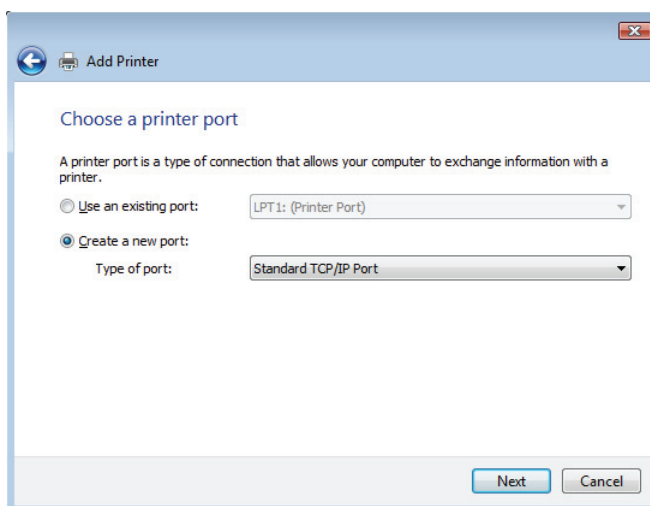 Add Printer
Choose a printer port
A printer port is a type of connection that allows your computer to exchange information with a
printer.
Use an existing port: LPT1: (Printer Port)
Create a new port:
Type of port: Standard TCP/IP Port
Next Cancel